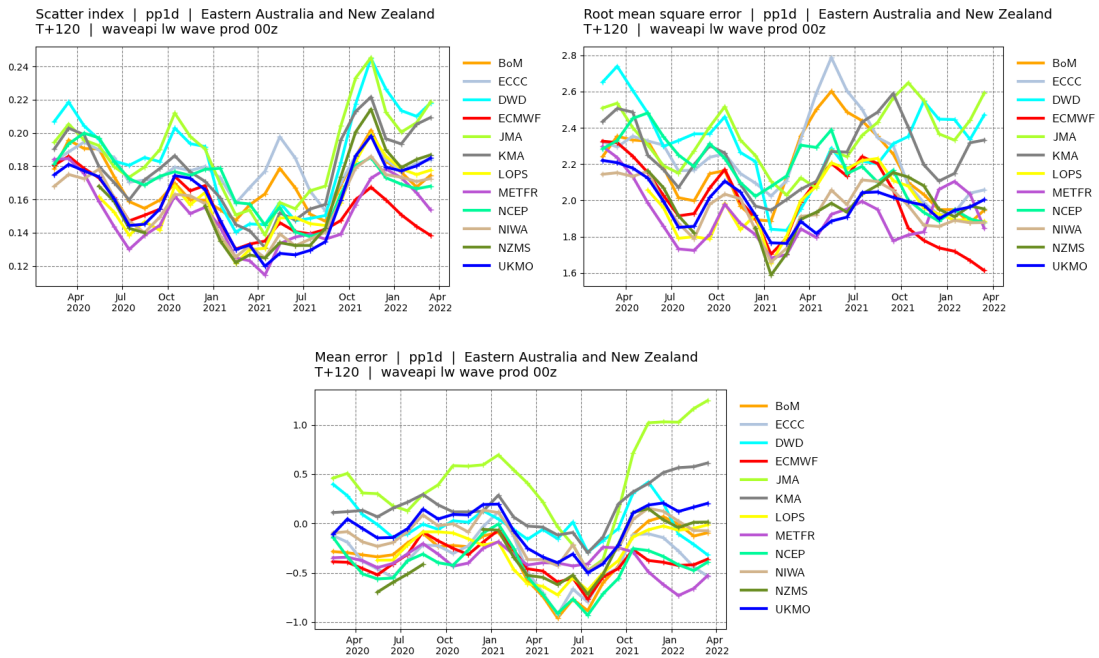 Scatter index | pp1d | Eastern Australia and New Zealand
T+120 | waveapi lw wave prod 00z
0.24
0.22
0.20
0.18
0.16
0.14
0.12
Apr Jul Oct Jan Apr Jul Oct Jan Apr
2020 2020 2020 2021 2021 2021 2021 2022 2022
BoM
ECCC
DWD
ECMWF
JMA
KMA
LOPS
METFR
NCEP
NIWA
NZMS
UKMO
Root mean square error | pp1d | Eastern Australia and New Zealand
T+120 | waveapi lw wave prod 00z
2.8
2.6
2.4
2.2
2.0
1.8
1.6
Apr Jul Oct Jan Apr Jul Oct Jan Apr
2020 2020 2020 2021 2021 2021 2021 2022 2022
BoM
ECCC
DWD
ECMWF
JMA
KMA
LOPS
METFR
NCEP
NIWA
NZMS
UKMO
Mean error | pp1d | Eastern Australia and New Zealand
T+120 | waveapi lw wave prod 00z
1.0
0.5
0.0
−0.5
−1.0
Apr Jul Oct Jan Apr Jul Oct Jan Apr
2020 2020 2020 2021 2021 2021 2021 2022 2022
BoM
ECCC
DWD
ECMWF
JMA
KMA
LOPS
METFR
NCEP
NIWA
NZMS
UKMO